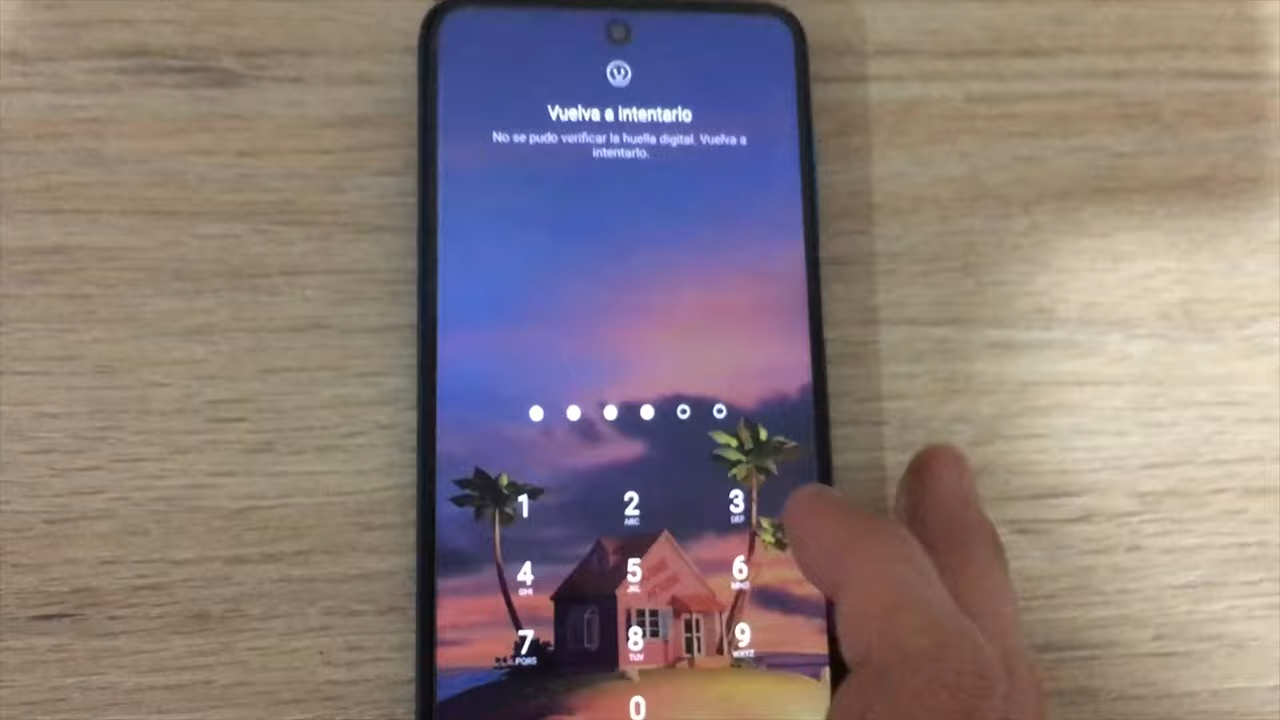 Vuelva a intentarlo
No se pudo verificar la huella digital. Vuelva a
intentarlo.
1 2 3
ABC DEF
4 5 6
GHI JKL MNO
7 8 9
PQRS TUV WXYZ
0